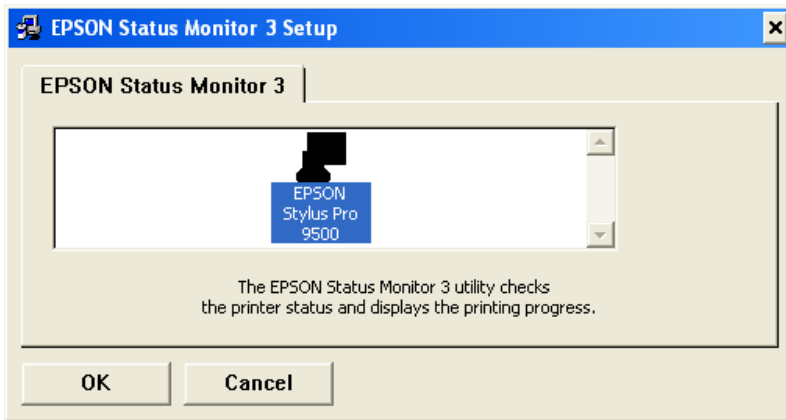 EPSON Status Monitor 3 Setup
EPSON Status Monitor 3
EPSON
Stylus Pro
9500
The EPSON Status Monitor 3 utility checks
the printer status and displays the printing progress.
OK Cancel